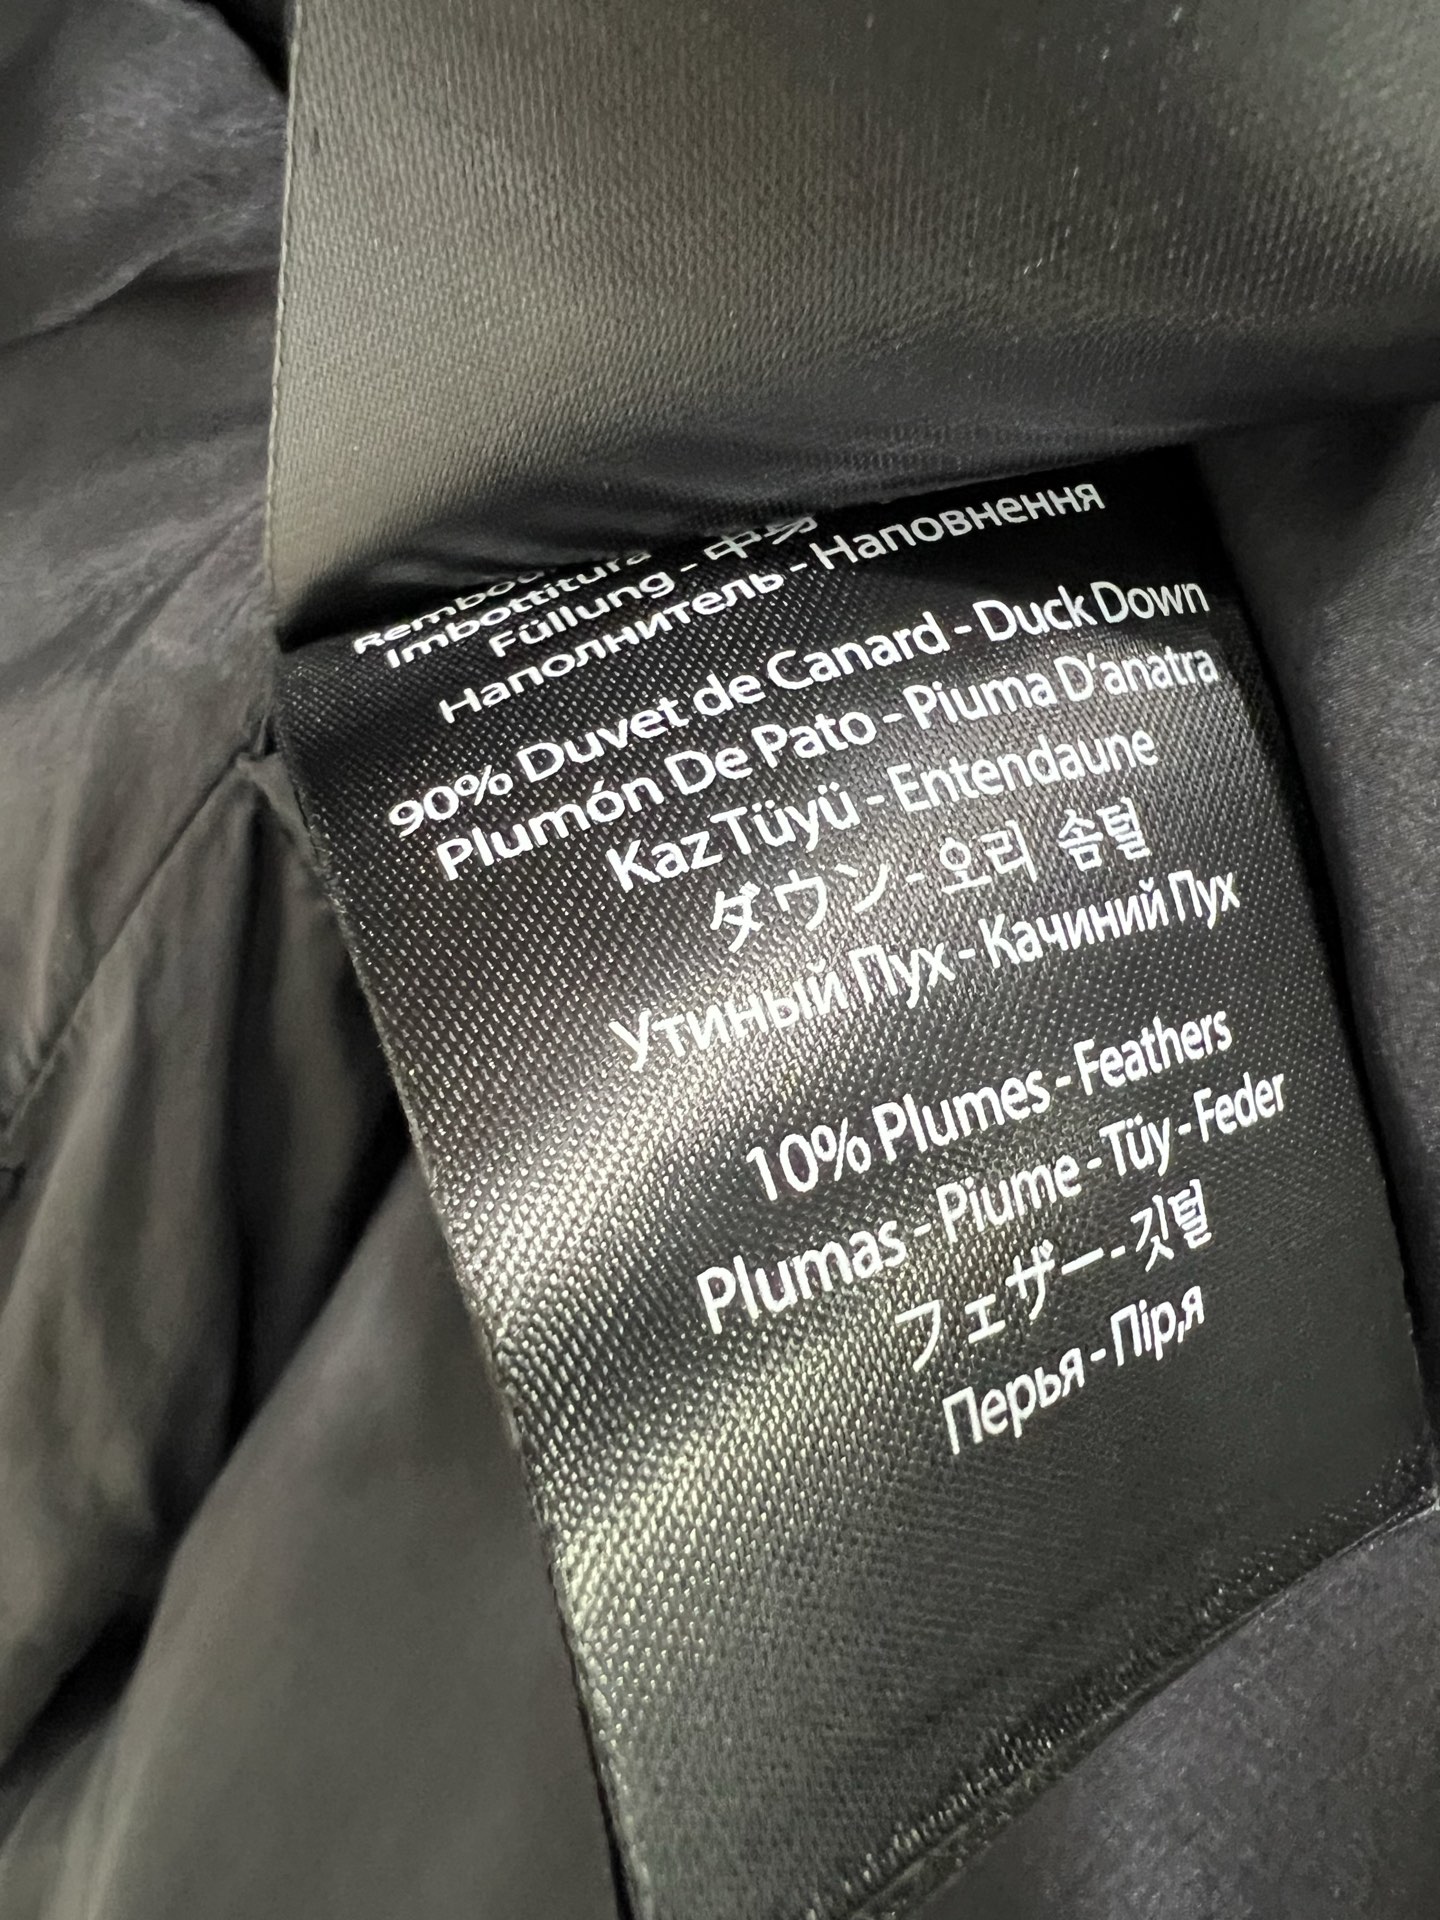 Imbottitura
Füllung -
Наполнитель - Наповнення
90% Duvet de Canard - Duck Down
Plumón De Pato - Piuma D'anatra
Kaz Tüyü - Entendaune
ダウン - 오리 솜털
Утиный Пух - Качиний Пух
10% Plumes - Feathers
Plumas - Piume - Tüy - Feder
フェザー - 깃털
Перья - Пір,я